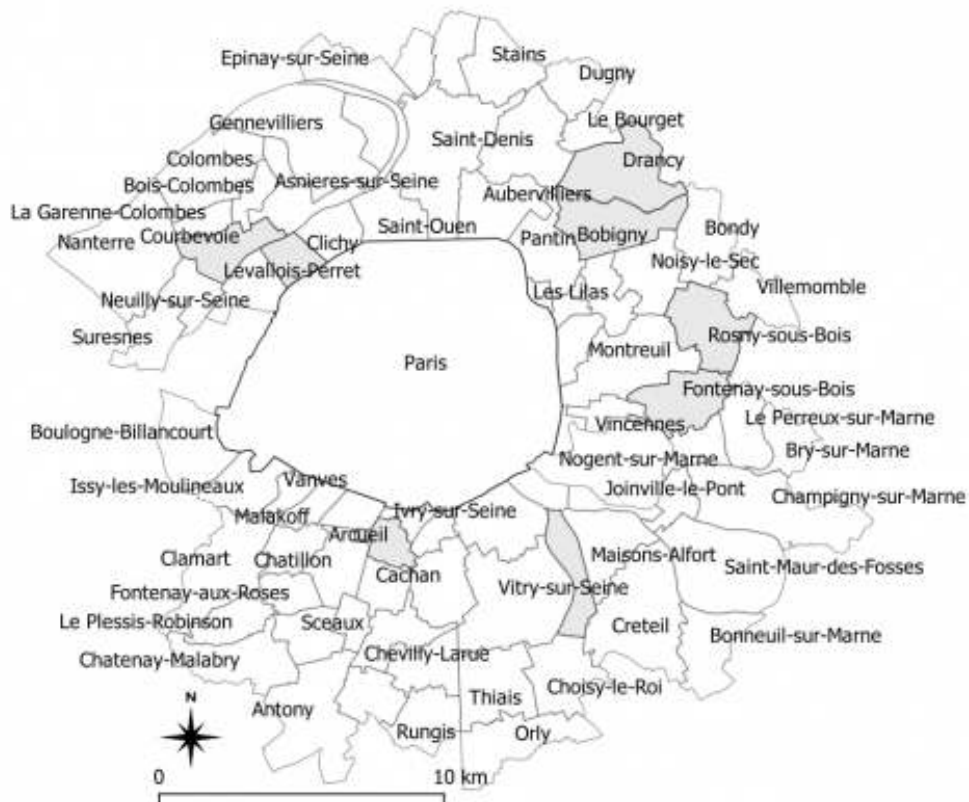 Stains
Epinay-sur-Seine
Dugny
Le Bourget
Gennevilliers
Saint-Denis
Colombes
Drancy
Bois-Colombes
Asnieres-sur-Seine
Aubervilliers
La Garenne-Colombes
Saint-Ouen
Bondy
Nanterre
Courbevoie
Clichy
Pantin
Bobigny
Levallois-Perret
Noisy-le-Sec
Neuilly-sur-Seine
Les Lilas
Villemomble
Suresnes
Rosny-sous-Bois
Montreuil
Paris
Fontenay-sous-Bois
Le Perreux-sur-Marne
Vincennes
Boulogne-Billancourt
Bry-sur-Marne
Nogent-sur-Marne
Vanves
Issy-les-Moulineaux
Joinville-le-Pont
Champigny-sur-Marne
Malakoff
Ivry-sur-Seine
Arcueil
Clamart
Chatillon
Maisons-Alfort
Saint-Maur-des-Fosses
Cachan
Vitry-sur-Seine
Fontenay-aux-Roses
Le Plessis-Robinson
Sceaux
Creteil
Bonneuil-sur-Marne
Chatenay-Malabry
Chevilly-Larue
Choisy-le-Roi
Thiais
Antony
Rungis
Orly
N
0 10 km